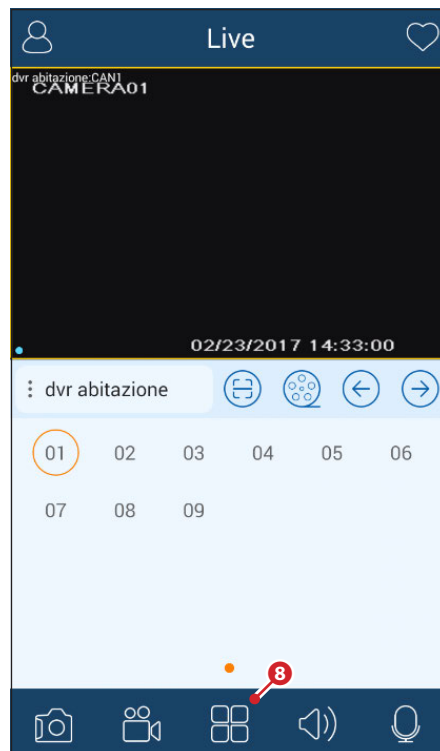 Live
dvr abitazione:CAN1
CAMERA01
02/23/2017 14:33:00
dvr abitazione
01 02 03 04 05 06
07 08 09
8